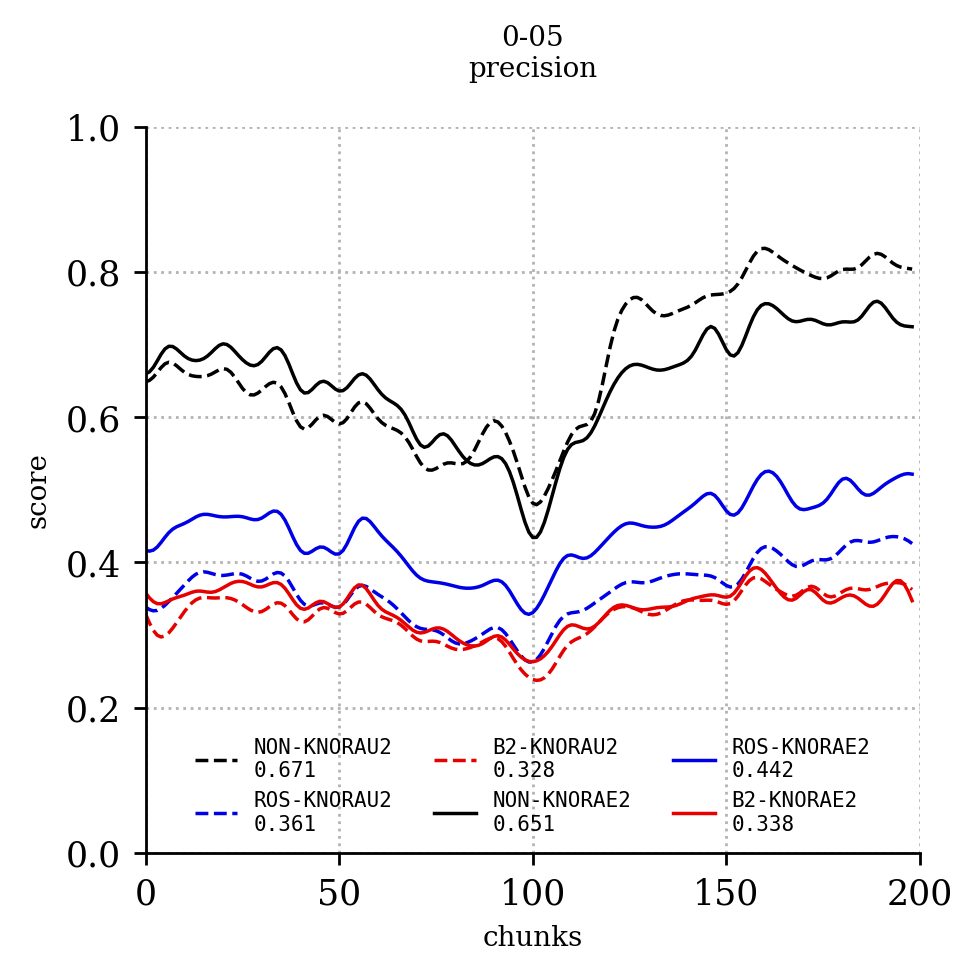 0-05
precision
1.0
0.8
0.6
0.4
0.2
0.0
score
NON-KNORAU2
0.671
ROS-KNORAU2
0.361
B2-KNORAU2
0.328
NON-KNORAE2
0.651
ROS-KNORAE2
0.442
B2-KNORAE2
0.338
0 50 100 150 200
chunks